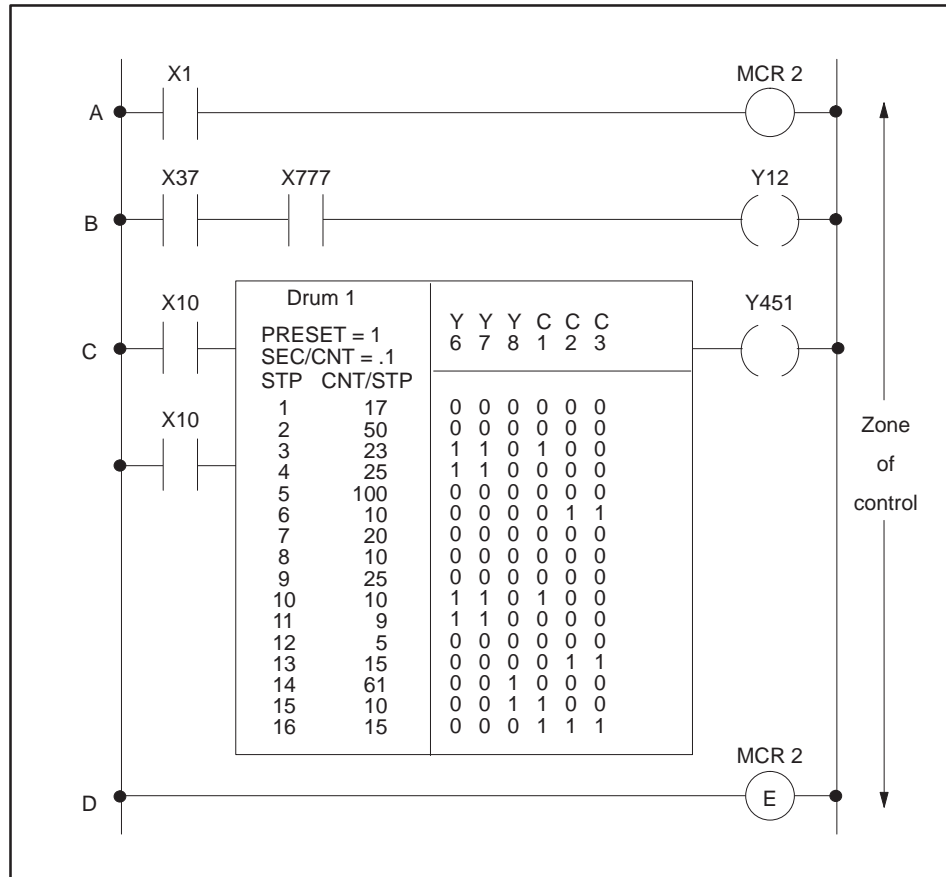 X1 MCR 2
A
X37 X777 Y12
B
X10 Drum 1 Y451
Y Y Y C C C
6 7 8 1 2 3
PRESET = 1
SEC/CNT = .1
C
STP CNT/STP
1 17 0 0 0 0 0 0
X10 2 50 0 0 0 0 0 0
3 23 1 1 0 1 0 0
4 25 1 1 0 0 0 0
5 100 0 0 0 0 0 0
6 10 0 0 0 0 1 1
7 20 0 0 0 0 0 0
8 10 0 0 0 0 0 0
9 25 0 0 0 0 0 0
10 10 1 1 0 1 0 0
11 9 1 1 0 0 0 0
12 5 0 0 0 0 0 0
13 15 0 0 0 0 1 1
14 61 0 0 1 0 0 0
15 10 0 0 1 1 0 0
16 15 0 0 0 1 1 1
Zone
of
control
MCR 2
D E